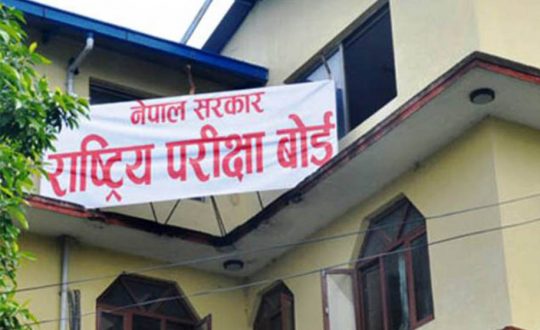 नेपाल सरकार
राष्ट्रिय परीक्षा बोर्ड